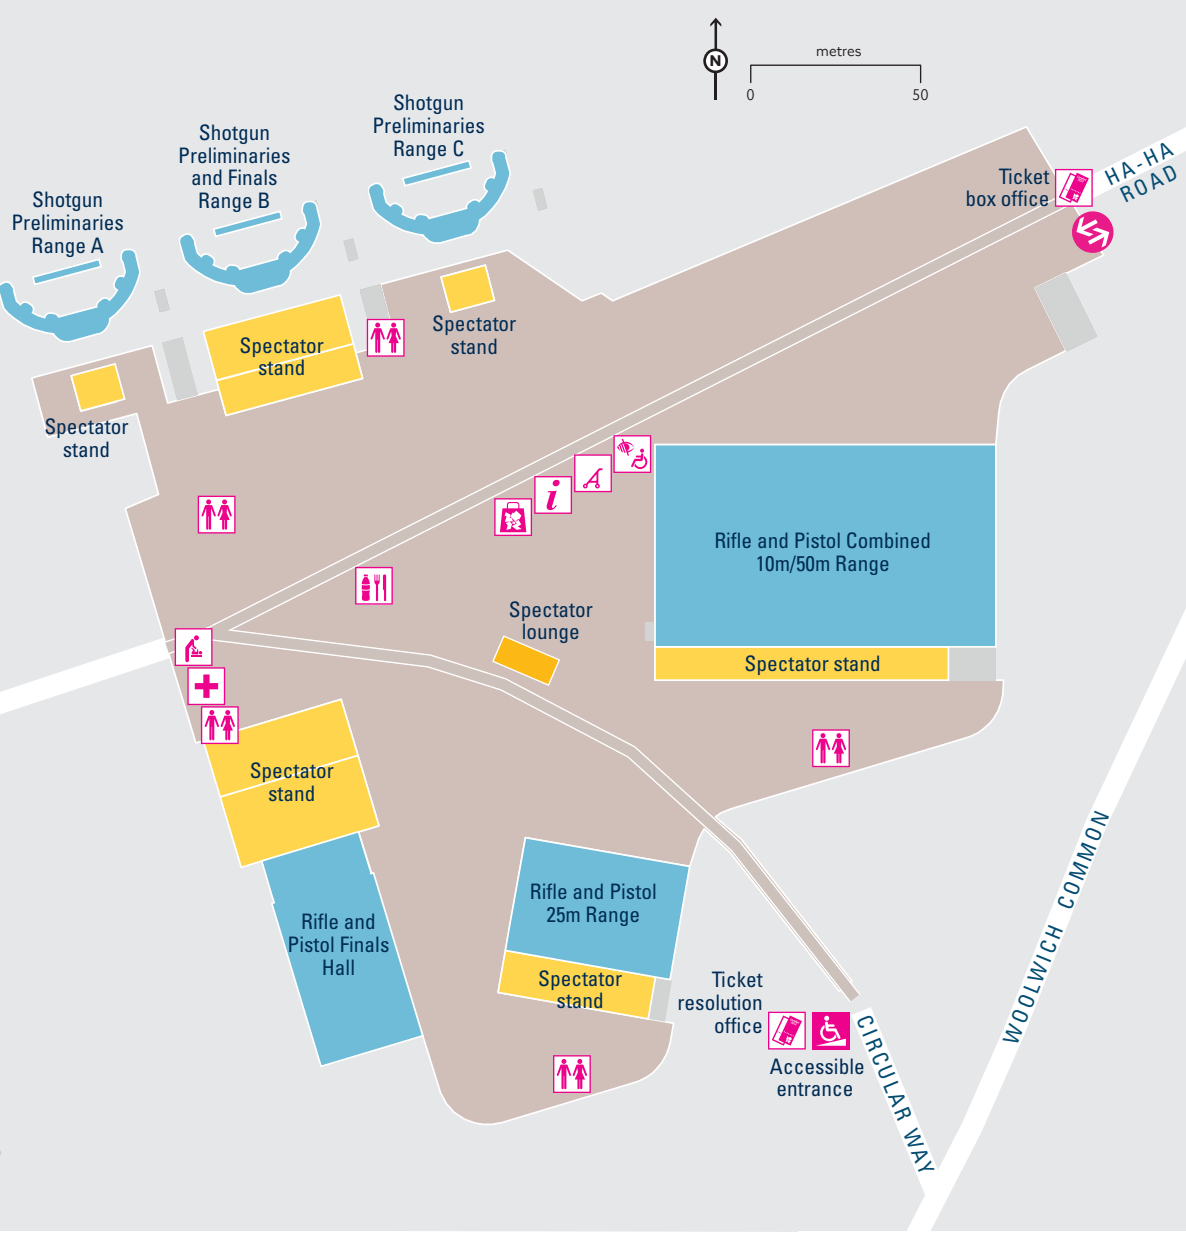 N
metres
0
50
Shotgun
Preliminaries
Range C
Shotgun
Preliminaries
and Finals
Range B
Shotgun
Preliminaries
Range A
Ticket
box office
HA-HA
ROAD
Spectator
stand
Spectator
stand
Spectator
stand
i
Rifle and Pistol Combined
10m/50m Range
Spectator
lounge
Spectator stand
Spectator
stand
Rifle and Pistol
25m Range
Rifle and
Pistol Finals
Hall
Spectator
stand
Ticket
resolution
office
Accessible
entrance
CIRCULAR WAY
WOOLWICH COMMON